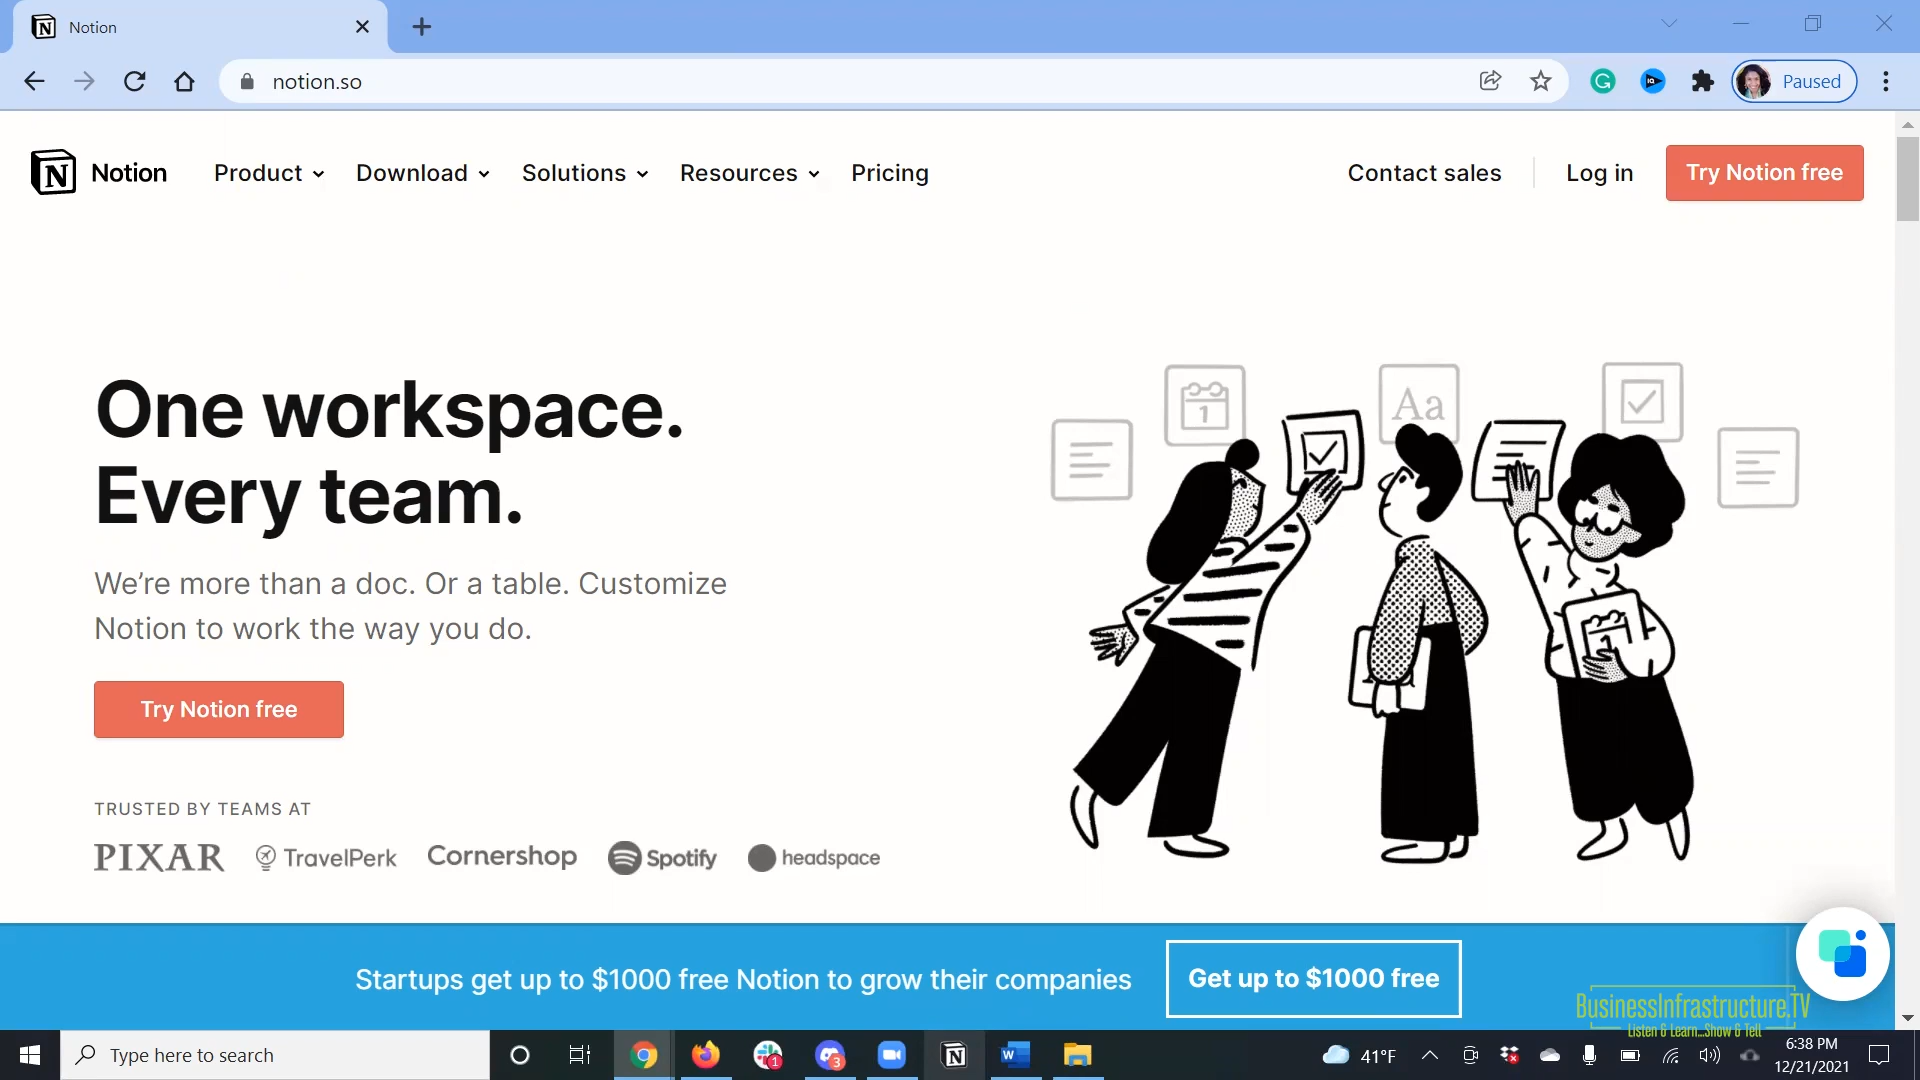 Notion
notion.so
Paused
Notion
Product
Download
Solutions
Resources
Pricing
Contact sales
Log in
Try Notion free
One workspace.
Every team.
We’re more than a doc. Or a table. Customize
Notion to work the way you do.
Try Notion free
TRUSTED BY TEAMS AT
PIXAR
TravelPerk
Cornershop
Spotify
headspace
1
Aa
Startups get up to $1000 free Notion to grow their companies
Get up to $1000 free
BusinessInfrastructure.TV
Listen & Learn...Show & Tell
Type here to search
1
3
41°F
6:38 PM
12/21/2021